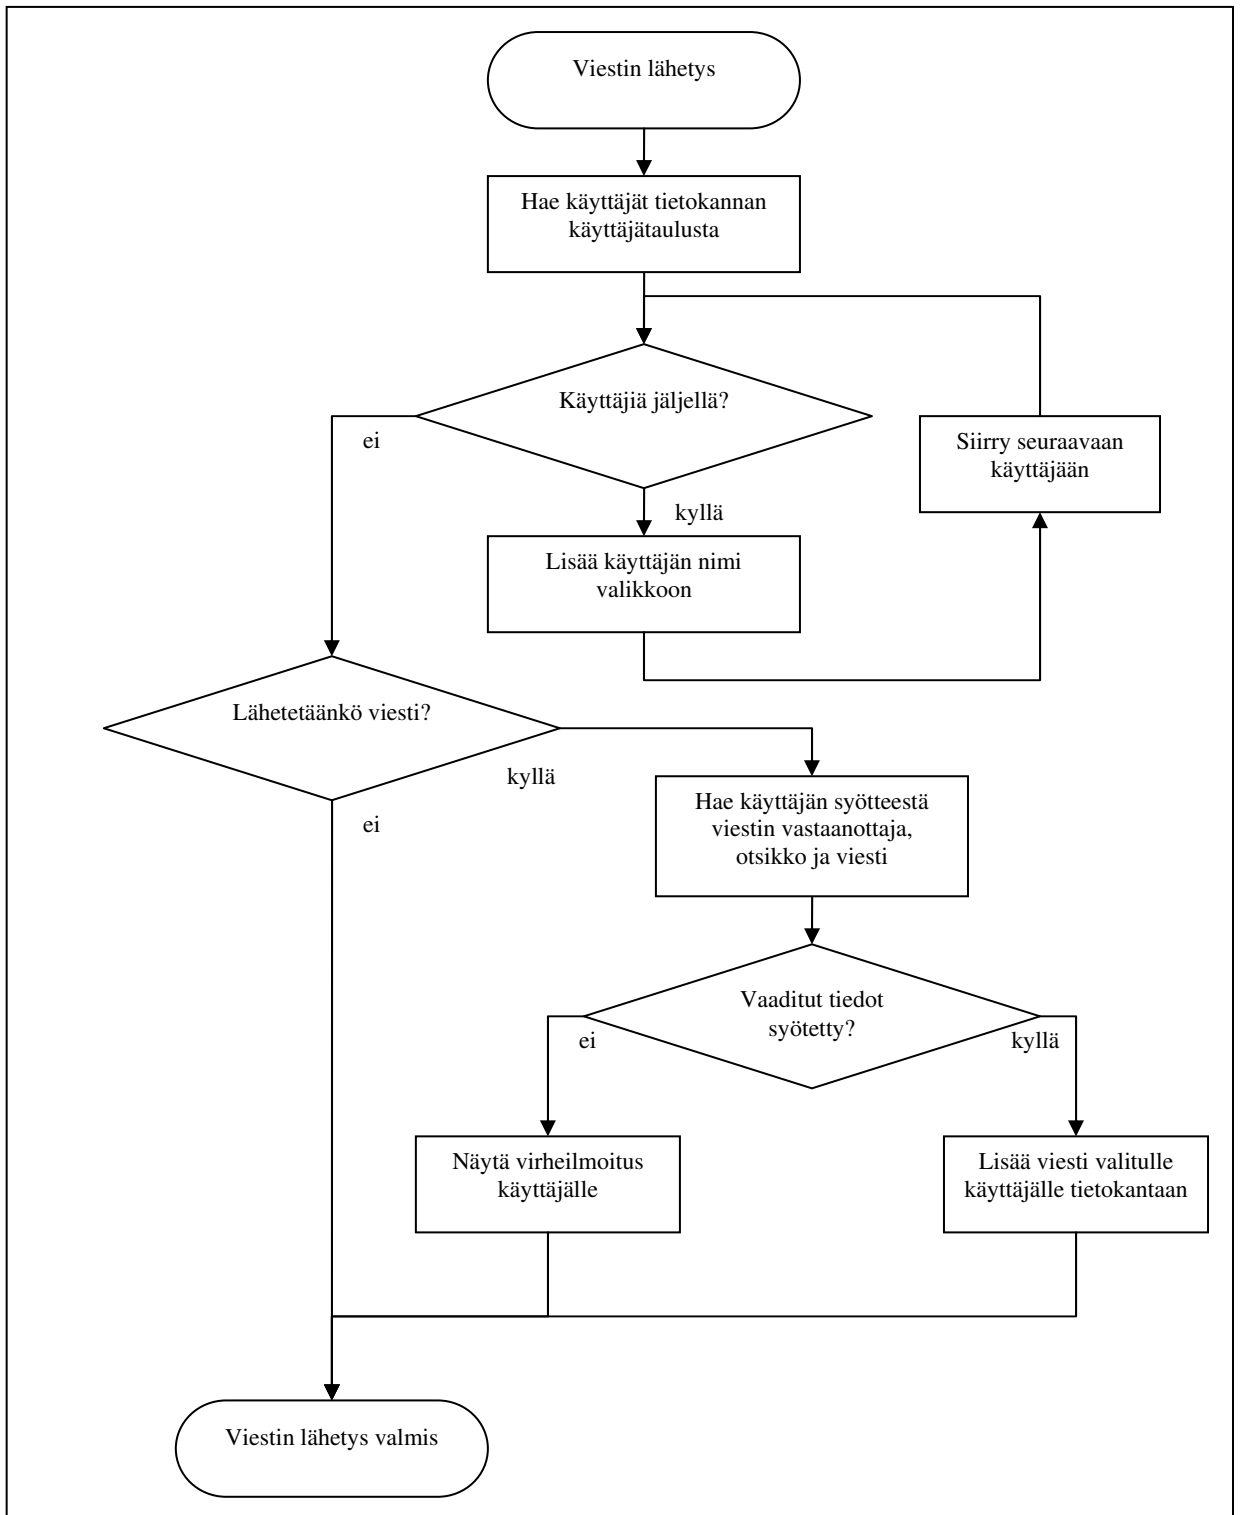 Viestin lähetys
Hae käyttäjät tietokannan
käyttäjätaulusta
Käyttäjiä jäljellä?
ei
Siirry seuraavaan
käyttäjään
kyllä
Lisää käyttäjän nimi
valikkoon
Lähetetäänkö viesti?
kyllä
ei
Hae käyttäjän syötteestä
viestin vastaanottaja,
otsikko ja viesti
Vaaditut tiedot
syötetty?
ei
kyllä
Näytä virheilmoitus
käyttäjälle
Lisää viesti valitulle
käyttäjälle tietokantaan
Viestin lähetys valmis